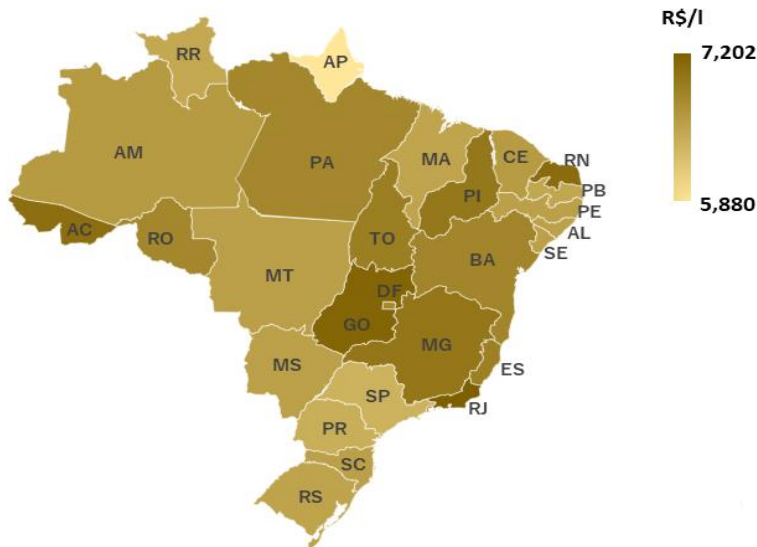 R$/l
7,202
5,880
RR
AP
AM
PA
MA
CE
RN
PB
PE
AL
SE
PI
AC
RO
TO
BA
MT
DF
GO
MG
ES
MS
SP
RJ
PR
SC
RS